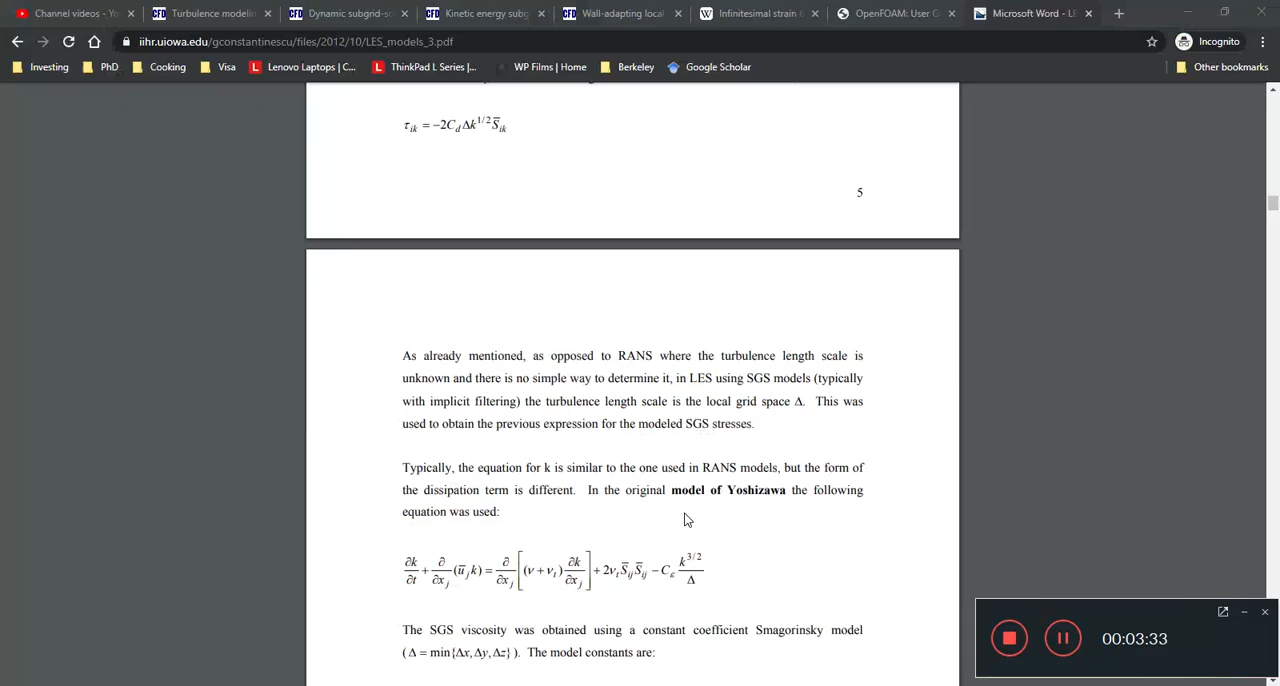 Channel videos - Yo
CFD Turbulence modelin
CFD Dynamic subgrid-sc
CFD Kinetic energy subg
CFD Wall-adapting local
W Infinitesimal strain t
OpenFOAM: User G
Microsoft Word - LE
iihr.uiowa.edu/gconstantinescu/files/2012/10/LES_models_3.pdf
Incognito
Investing
PhD
Cooking
Visa
L Lenovo Laptops | C...
L ThinkPad L Series |...
WP Films | Home
Berkeley
Google Scholar
Other bookmarks
τ_ik = −2C_d Δk^1/2 S̅_ik
5
As already mentioned, as opposed to RANS where the turbulence length scale is
unknown and there is no simple way to determine it, in LES using SGS models (typically
with implicit filtering) the turbulence length scale is the local grid space Δ. This was
used to obtain the previous expression for the modeled SGS stresses.
Typically, the equation for k is similar to the one used in RANS models, but the form of
the dissipation term is different. In the original model of Yoshizawa the following
equation was used:
∂k/∂t + ∂/∂x_j (u̅_j k) = ∂/∂x_j [(ν + ν_t) ∂k/∂x_j] + 2ν_t S̅_ij S̅_ij − C_ε k^3/2/Δ
The SGS viscosity was obtained using a constant coefficient Smagorinsky model
( Δ = min{Δx, Δy, Δz} ). The model constants are:
00:03:33